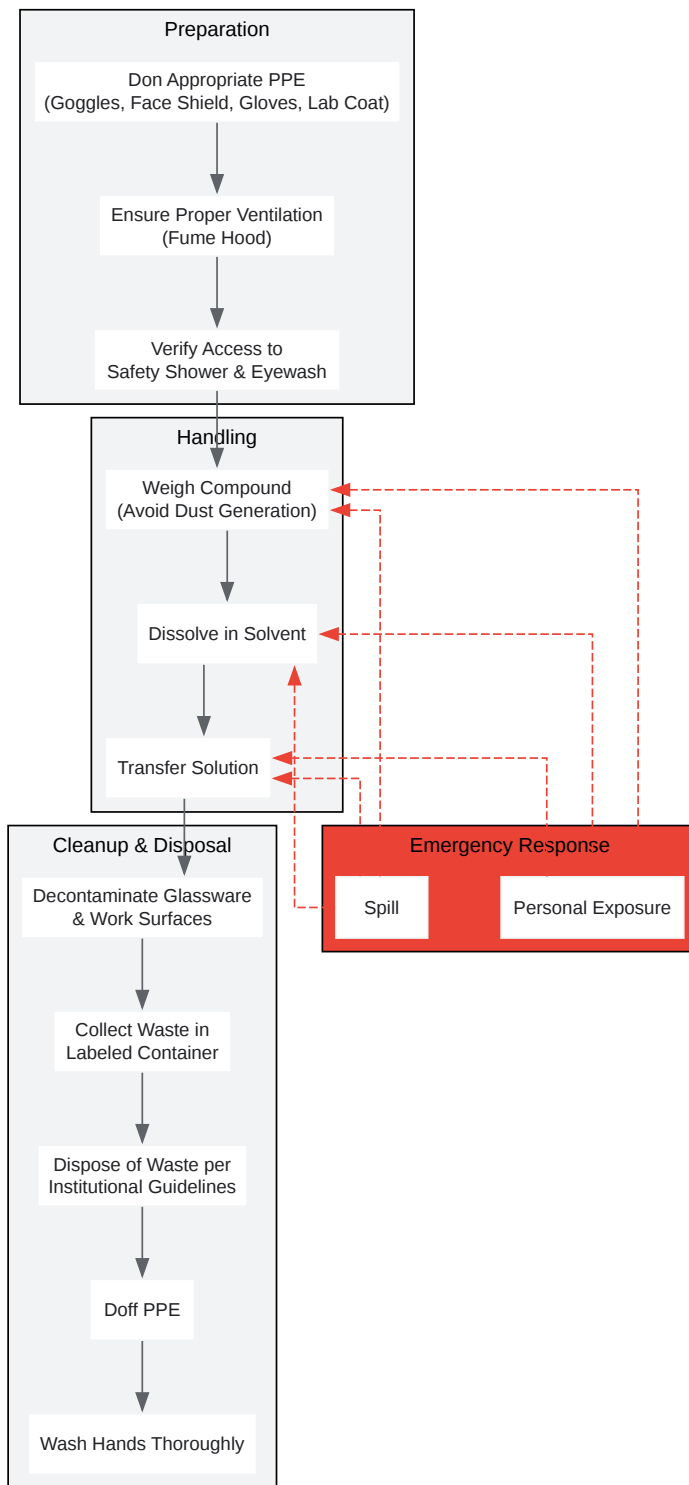 Preparation
Don Appropriate PPE
(Goggles, Face Shield, Gloves, Lab Coat)
Ensure Proper Ventilation
(Fume Hood)
Verify Access to
Safety Shower & Eyewash
Handling
Weigh Compound
(Avoid Dust Generation)
Dissolve in Solvent
Transfer Solution
Cleanup & Disposal
Decontaminate Glassware
& Work Surfaces
Collect Waste in
Labeled Container
Dispose of Waste per
Institutional Guidelines
Doff PPE
Wash Hands Thoroughly
Emergency Response
Spill
Personal Exposure